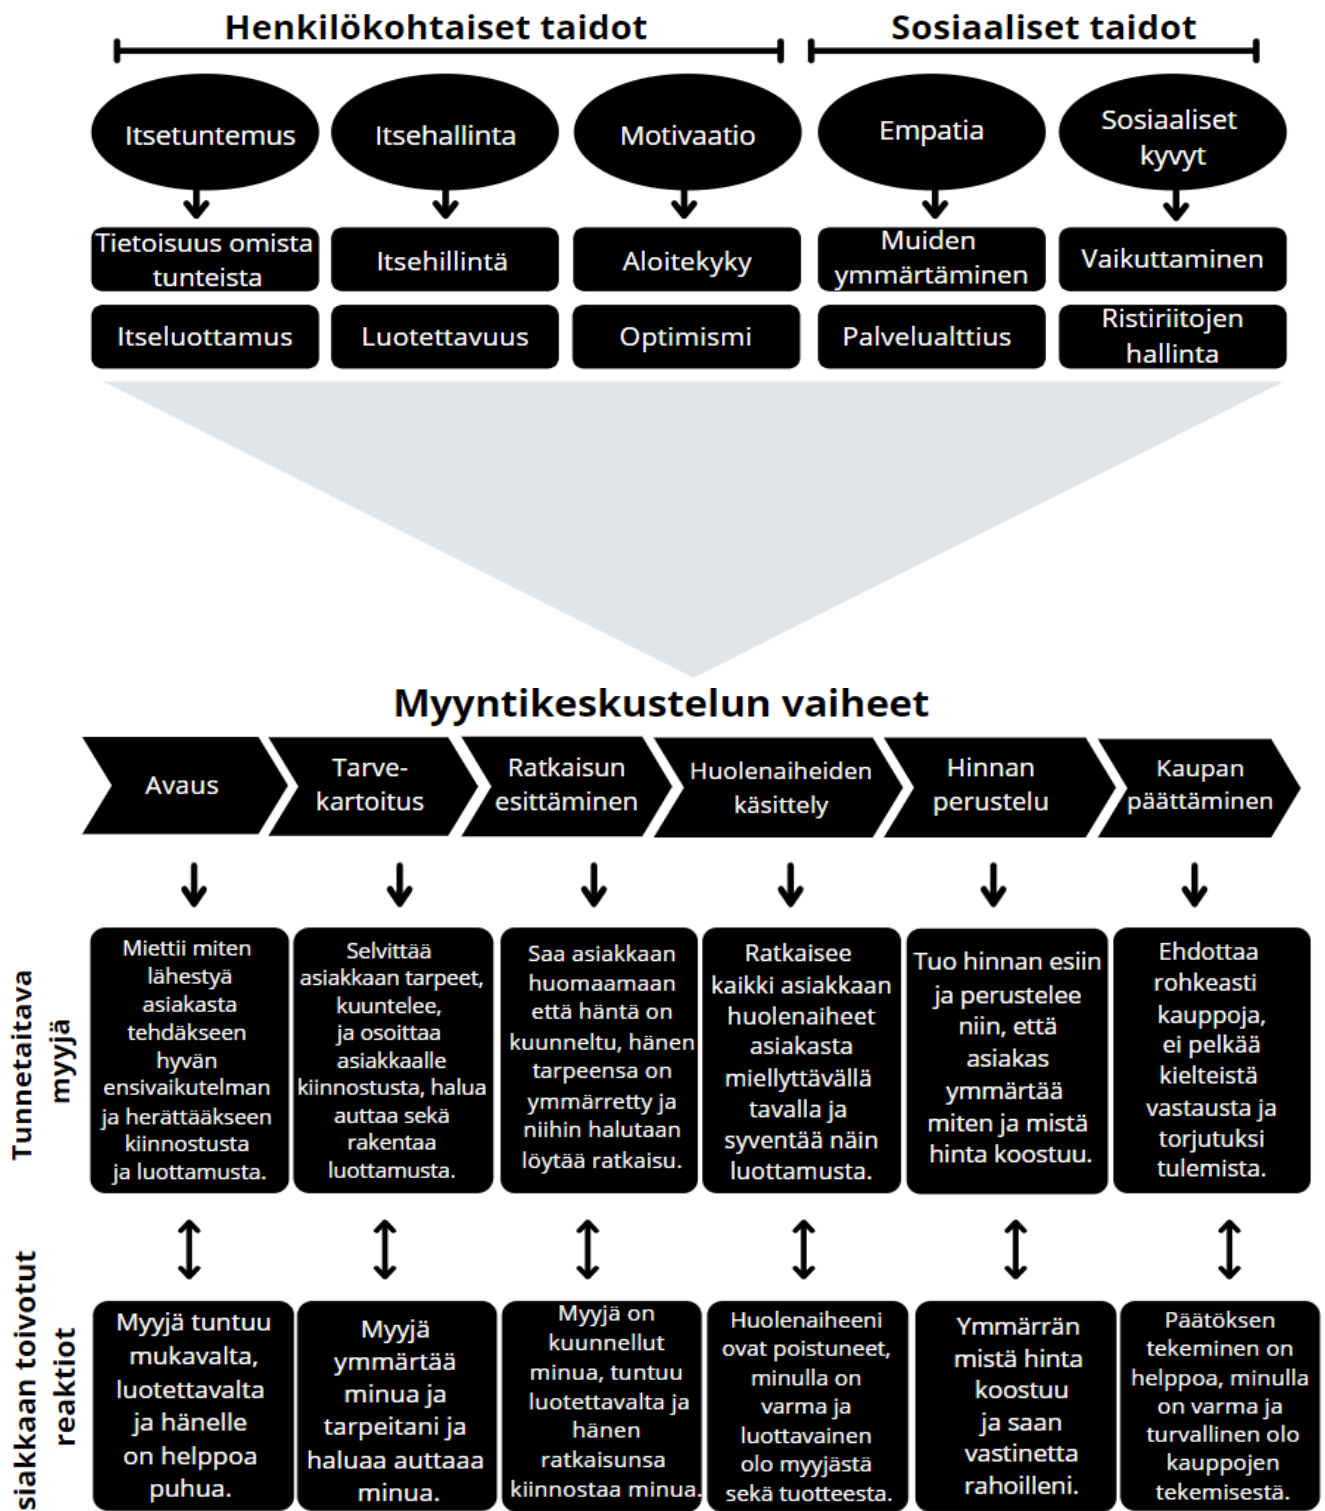 Henkilökohtaiset taidot
Sosiaaliset taidot
Itsetuntemus
Itsehallinta
Motivaatio
Empatia
Sosiaaliset
kyvyt
Tietoisuus omista
tunteista
Itsehillintä
Aloitekyky
Muiden
ymmärtäminen
Vaikuttaminen
Itseluottamus
Luotettavuus
Optimismi
Palvelualttius
Ristiriitojen
hallinta
Myyntikeskustelun vaiheet
Avaus
Tarve-
kartoitus
Ratkaisun
esittäminen
Huolenaiheiden
käsittely
Hinnan
perustelu
Kaupan
päättäminen
Tunnetaitava
myyjä
Miettii miten
lähestyä
asiakasta
tehdäkseen
hyvän
ensivaikutelman
ja herättääkseen
kiinnostusta
ja luottamusta.
Selvittää
asiakkaan tarpeet,
kuuntelee,
ja osoittaa
asiakkaalle
kiinnostusta, halua
auttaa sekä
rakentaa
luottamusta.
Saa asiakkaan
huomaamaan
että häntä on
kuunneltu, hänen
tarpeensa on
ymmärretty ja
niihin halutaan
löytää ratkaisu.
Ratkaisee
kaikki asiakkaan
huolenaiheet
asiakasta
miellyttävällä
tavalla ja
syventää näin
luottamusta.
Tuo hinnan esiin
ja perustelee
niin, että
asiakas
ymmärtää
miten ja mistä
hinta koostuu.
Ehdottaa
rohkeasti
kauppoja,
ei pelkää
kielteistä
vastausta ja
torjutuksi
tulemista.
siakkaan toivotut
reaktiot
Myyjä tuntuu
mukavalta,
luotettavalta
ja hänelle
on helppoa
puhua.
Myyjä
ymmärtää
minua ja
tarpeitani ja
haluaa auttaaa
minua.
Myyjä on
kuunnellut
minua, tuntuu
luotettavalta ja
hänen
ratkaisunsa
kiinnostaa minua.
Huolenaiheeni
ovat poistuneet,
minulla on
varma ja
luottavainen
olo myyjästä
sekä tuotteesta.
Ymmärrän
mistä hinta
koostuu
ja saan
vastinetta
rahoilleni.
Päätöksen
tekeminen on
helppoa, minulla
on varma ja
turvallinen olo
kauppojen
tekemisestä.